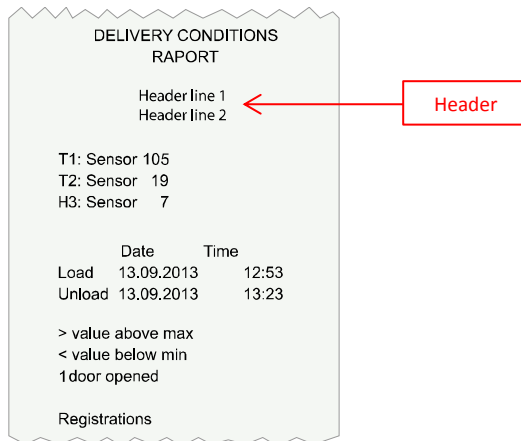 DELIVERY CONDITIONS
RAPORT
Header line 1
Header line 2
Header
T1: Sensor 105
T2: Sensor 19
H3: Sensor 7
Date Time
Load 13.09.2013 12:53
Unload 13.09.2013 13:23
> value above max
< value below min
1door opened
Registrations